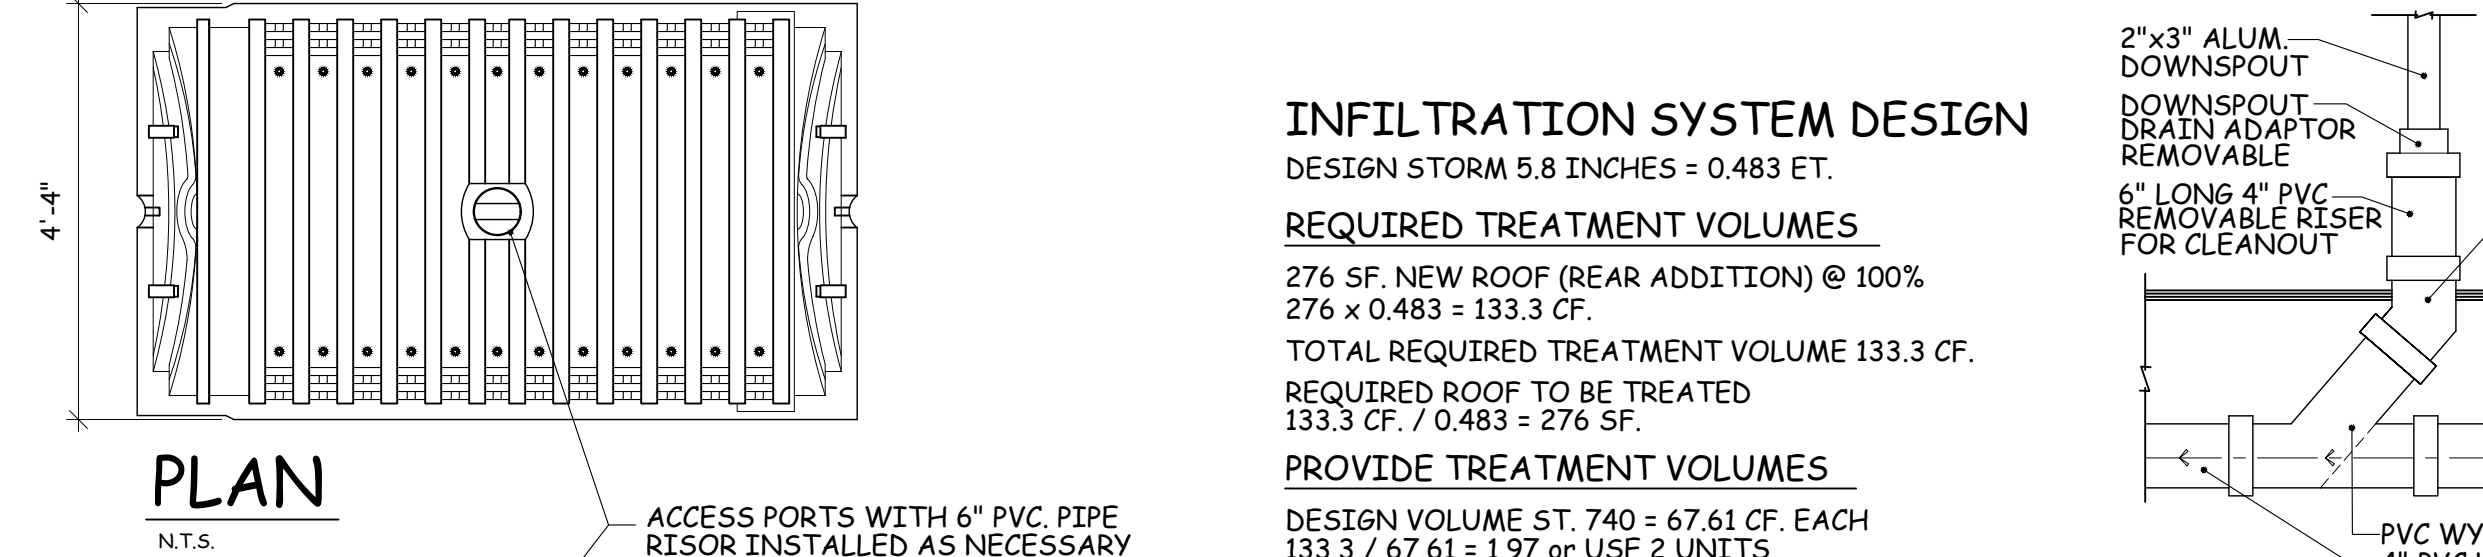 4'-4"
PLAN
N.T.S.
ACCESS PORTS WITH 6" PVC. PIPE
RISOR INSTALLED AS NECESSARY
INFILTRATION SYSTEM DESIGN
DESIGN STORM 5.8 INCHES = 0.483 ET.
REQUIRED TREATMENT VOLUMES
276 SF. NEW ROOF (REAR ADDITION) @ 100%
276 x 0.483 = 133.3 CF.
TOTAL REQUIRED TREATMENT VOLUME 133.3 CF.
REQUIRED ROOF TO BE TREATED
133.3 CF. / 0.483 = 276 SF.
PROVIDE TREATMENT VOLUMES
DESIGN VOLUME ST. 740 = 67.61 CF. EACH
133.3 / 67.61 = 1.97 or USE 2 UNITS
2"x3" ALUM.
DOWNSPOUT
DOWNSPOUT
DRAIN ADAPTOR
REMOVABLE
6" LONG 4" PVC
REMOVABLE RISER
FOR CLEANOUT
PVC WY
4" PVC